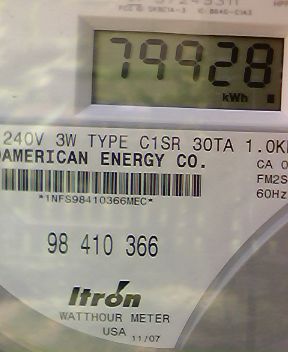 79928
kWh
240V 3W TYPE C1SR 30TA 1.0K
AMERICAN ENERGY CO.
CA 0
*1NFS98410366MEC*
FM2S
60Hz
98 410 366
Itron
WATTHOUR METER
USA 11/07